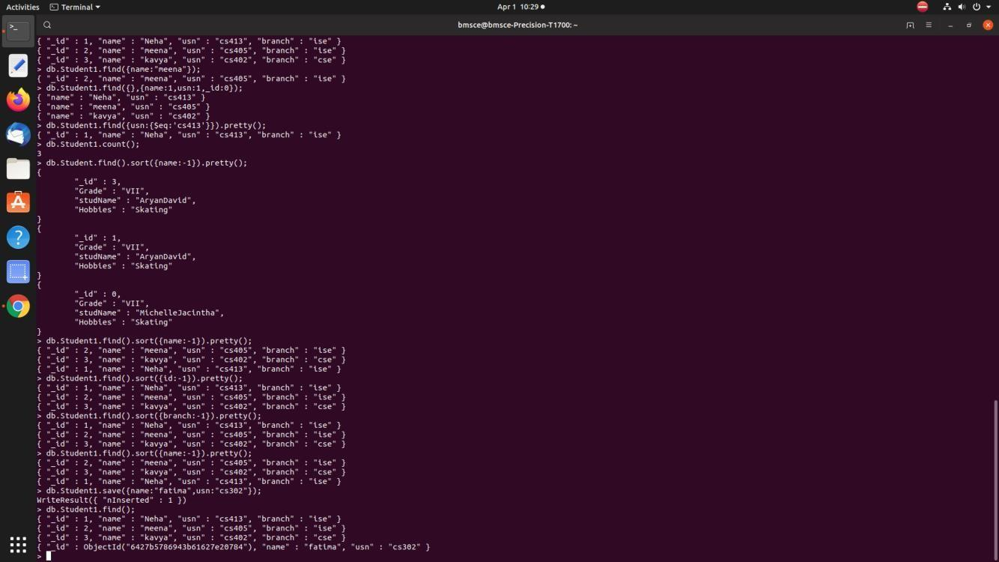 Activities
Terminal
Apr 1 10:29
bmsce@bmsce-Precision-T1700: ~
{ "_id" : 1, "name" : "Neha", "usn" : "cs413", "branch" : "ise" }
{ "_id" : 2, "name" : "meena", "usn" : "cs405", "branch" : "ise" }
{ "_id" : 3, "name" : "kavya", "usn" : "cs402", "branch" : "cse" }
> db.Student1.find({name:"meena"});
{ "_id" : 2, "name" : "meena", "usn" : "cs405", "branch" : "ise" }
> db.Student1.find({},{name:1,usn:1,_id:0});
{ "name" : "Neha", "usn" : "cs413" }
{ "name" : "meena", "usn" : "cs405" }
{ "name" : "kavya", "usn" : "cs402" }
> db.Student1.find({usn:{$eq:'cs413'}}).pretty();
{ "_id" : 1, "name" : "Neha", "usn" : "cs413", "branch" : "ise" }
> db.Student1.count();
3
> db.Student.find().sort({name:-1}).pretty();
{
"_id" : 3,
"Grade" : "VII",
"studName" : "AryanDavid",
"Hobbies" : "Skating"
}
{
"_id" : 1,
"Grade" : "VII",
"studName" : "AryanDavid",
"Hobbies" : "Skating"
}
{
"_id" : 0,
"Grade" : "VII",
"studName" : "MichelleJacintha",
"Hobbies" : "Skating"
}
> db.Student1.find().sort({name:-1}).pretty();
{ "_id" : 2, "name" : "meena", "usn" : "cs405", "branch" : "ise" }
{ "_id" : 3, "name" : "kavya", "usn" : "cs402", "branch" : "cse" }
{ "_id" : 1, "name" : "Neha", "usn" : "cs413", "branch" : "ise" }
> db.Student1.find().sort({id:-1}).pretty();
{ "_id" : 1, "name" : "Neha", "usn" : "cs413", "branch" : "ise" }
{ "_id" : 2, "name" : "meena", "usn" : "cs405", "branch" : "ise" }
{ "_id" : 3, "name" : "kavya", "usn" : "cs402", "branch" : "cse" }
> db.Student1.find().sort({branch:-1}).pretty();
{ "_id" : 1, "name" : "Neha", "usn" : "cs413", "branch" : "ise" }
{ "_id" : 2, "name" : "meena", "usn" : "cs405", "branch" : "ise" }
{ "_id" : 3, "name" : "kavya", "usn" : "cs402", "branch" : "cse" }
> db.Student1.find().sort({name:-1}).pretty();
{ "_id" : 2, "name" : "meena", "usn" : "cs405", "branch" : "ise" }
{ "_id" : 3, "name" : "kavya", "usn" : "cs402", "branch" : "cse" }
{ "_id" : 1, "name" : "Neha", "usn" : "cs413", "branch" : "ise" }
> db.Student1.save({name:"fatima",usn:"cs302"});
WriteResult({ "nInserted" : 1 })
> db.Student1.find();
{ "_id" : 1, "name" : "Neha", "usn" : "cs413", "branch" : "ise" }
{ "_id" : 2, "name" : "meena", "usn" : "cs405", "branch" : "ise" }
{ "_id" : 3, "name" : "kavya", "usn" : "cs402", "branch" : "cse" }
{ "_id" : ObjectId("6427b5786943b61627e20784"), "name" : "fatima", "usn" : "cs302" }
>